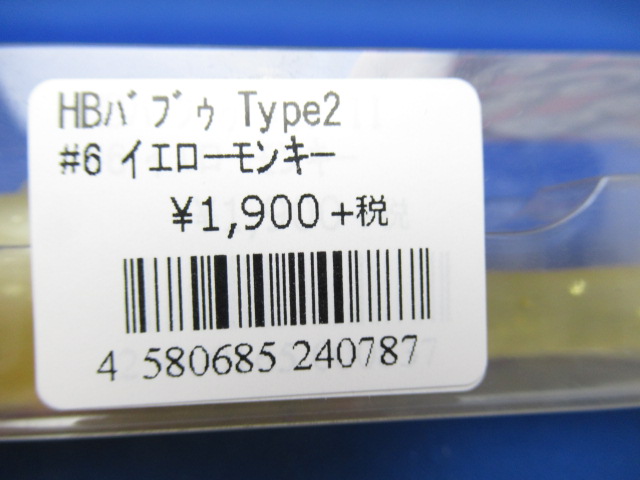 HBﾊﾞﾌﾞｩ Type2
#6 ｲｴﾛｰﾓﾝｷｰ
¥1,900+税
4 580685 240787